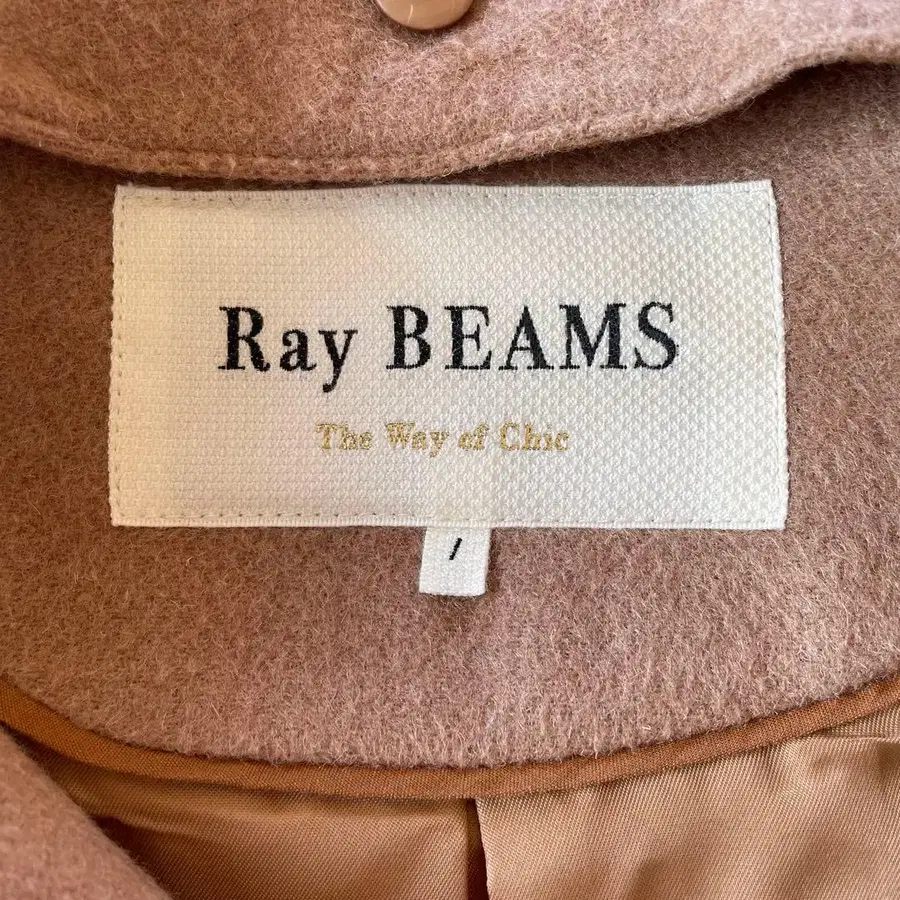 Ray BEAMS
The Way of Chic
1